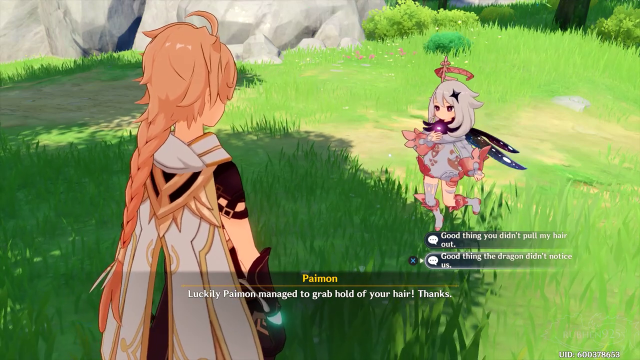 Good thing you didn't pull my hair
out.
Good thing the dragon didn't notice
us.
Paimon
Luckily Paimon managed to grab hold of your hair! Thanks.
UID: 600378653